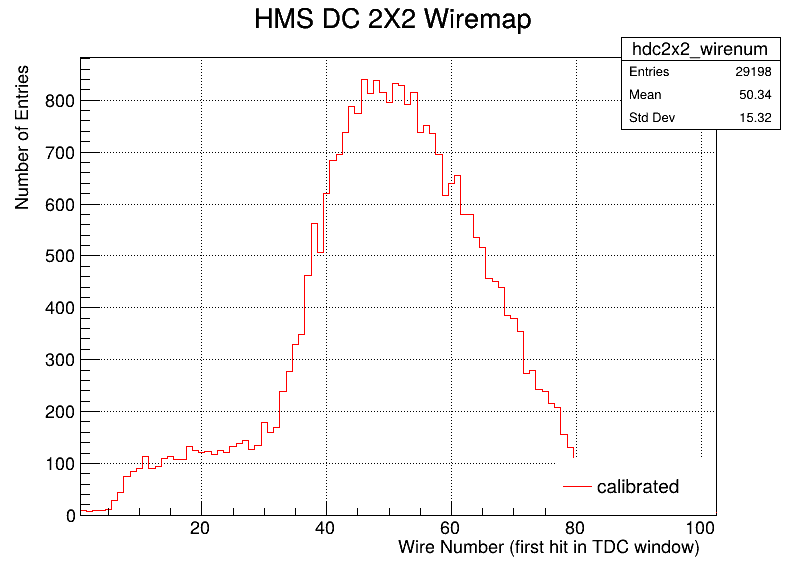 HMS DC 2X2 Wiremap
hdc2x2_wirenum
Entries 29198
Mean 50.34
Std Dev 15.32
Number of Entries
800
700
600
500
400
300
200
100
0
20 40 60 80 100
Wire Number (first hit in TDC window)
calibrated